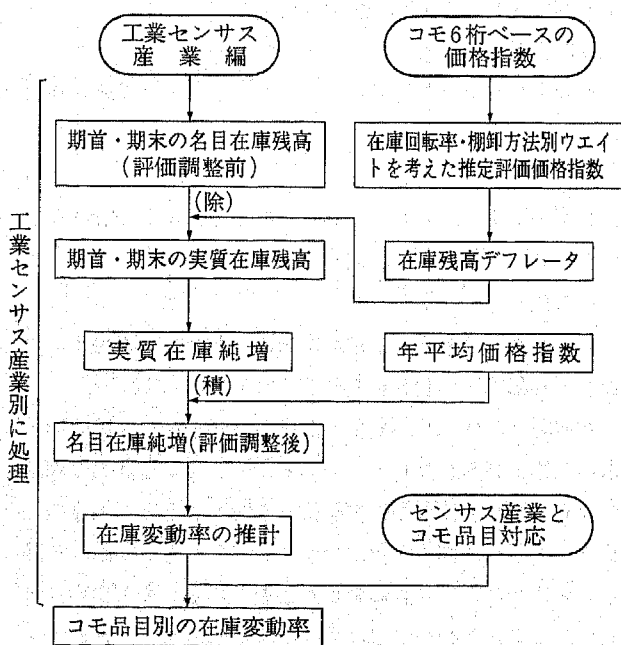 工業センサス
産業編
コモ6桁ベースの
価格指数
期首・期末の名目在庫残高
(評価調整前)
在庫回転率・棚卸方法別ウエイ
トを考えた推定評価価格指数
(除)
期首・期末の実質在庫残高
在庫残高デフレータ
実質在庫純増
年平均価格指数
(積)
名目在庫純増(評価調整後)
在庫変動率の推計
センサス産業と
コモ品目対応
コモ品目別の在庫変動率
工業センサス産業別に処理